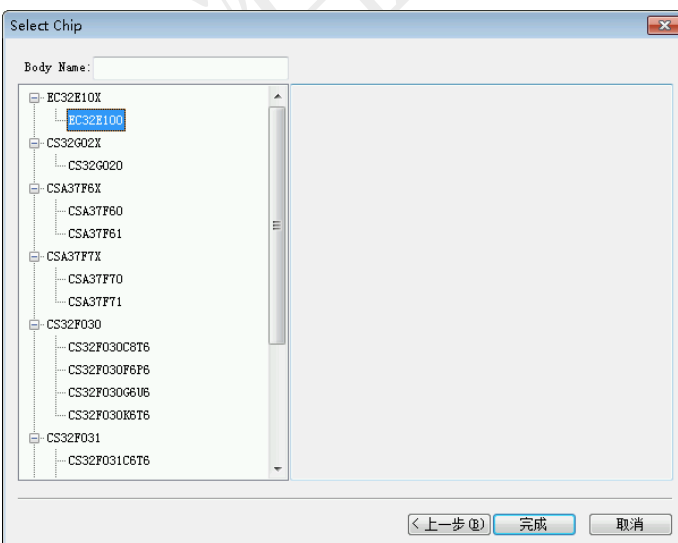 Select Chip
Body Name:
EC32E10X
EC32E100
CS32G02X
CS32G020
CSA37F6X
CSA37F60
CSA37F61
CSA37F7X
CSA37F70
CSA37F71
CS32F030
CS32F030C8T6
CS32F030F6P6
CS32F030G6U6
CS32F030K6T6
CS32F031
CS32F031C6T6
<上一步(B) 完成 取消